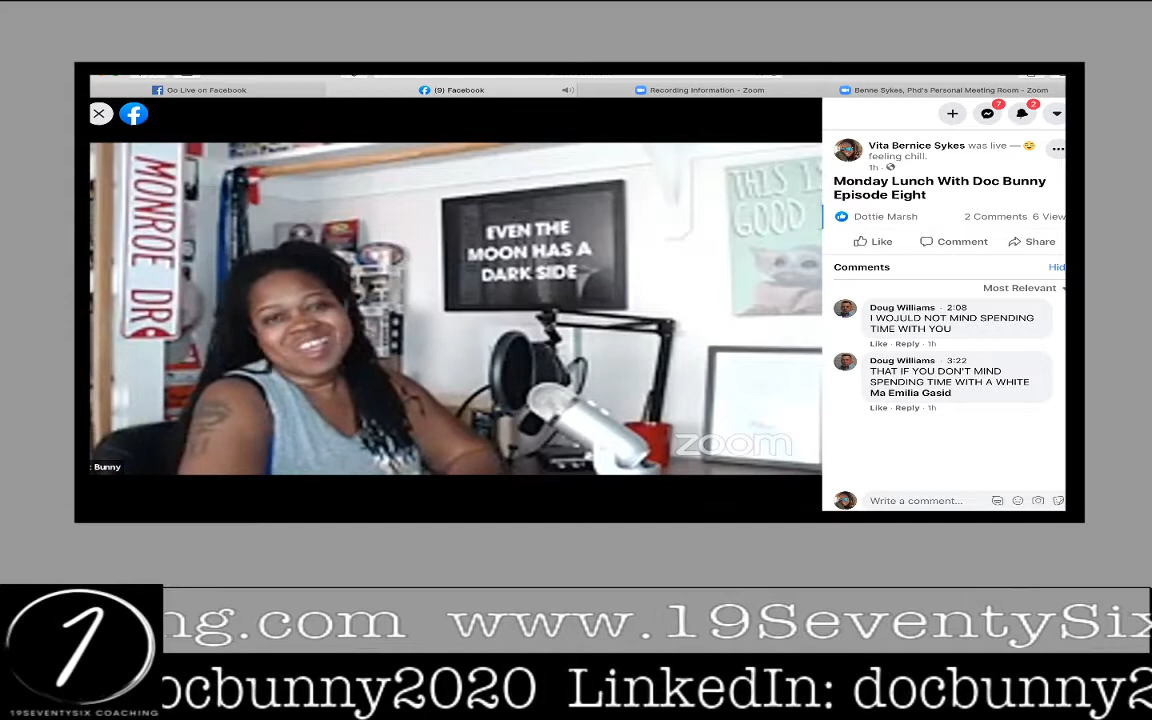 Go Live on Facebook
(9) Facebook
Recording Information - Zoom
Benne Sykes, Phd's Personal Meeting Room - Zoom
7
2
Vita Bernice Sykes was live — 
feeling chill.
1h ·
Monday Lunch With Doc Bunny
Episode Eight
Dottie Marsh
2 Comments 6 View
Like
Comment
Share
Comments
Hid
Most Relevant
Doug Williams · 2:08
I WOJULD NOT MIND SPENDING
TIME WITH YOU
Like · Reply · 1h
Doug Williams · 3:22
THAT IF YOU DON'T MIND
SPENDING TIME WITH A WHITE
Ma Emilia Gasid
Like · Reply · 1h
Write a comment...
MONROE DR
EVEN THE
MOON HAS A
DARK SIDE
THIS IS
GOOD
zoom
: Bunny
ng.com www.19SeventySix
ocbunny2020 LinkedIn: docbunny2
1
19SEVENTYSIX COACHING